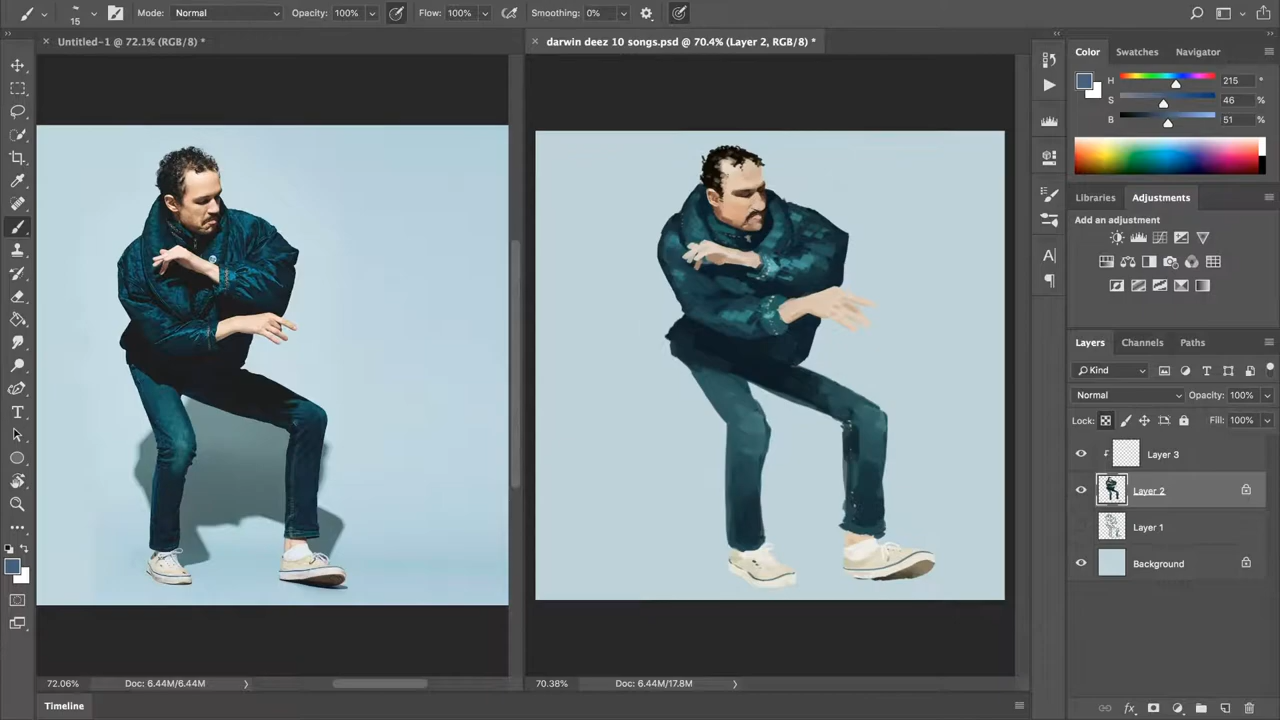 15 Mode: Normal Opacity: 100% Flow: 100% Smoothing: 0%
Untitled-1 @ 72.1% (RGB/8) *
darwin deez 10 songs.psd @ 70.4% (Layer 2, RGB/8) *
Color Swatches Navigator
H 215 °
S 46 %
B 51 %
Libraries Adjustments
Add an adjustment
Layers Channels Paths
Kind
Normal Opacity: 100%
Lock: Fill: 100%
Layer 3
Layer 2
Layer 1
Background
72.06% Doc: 6.44M/6.44M
70.38% Doc: 6.44M/17.8M
Timeline